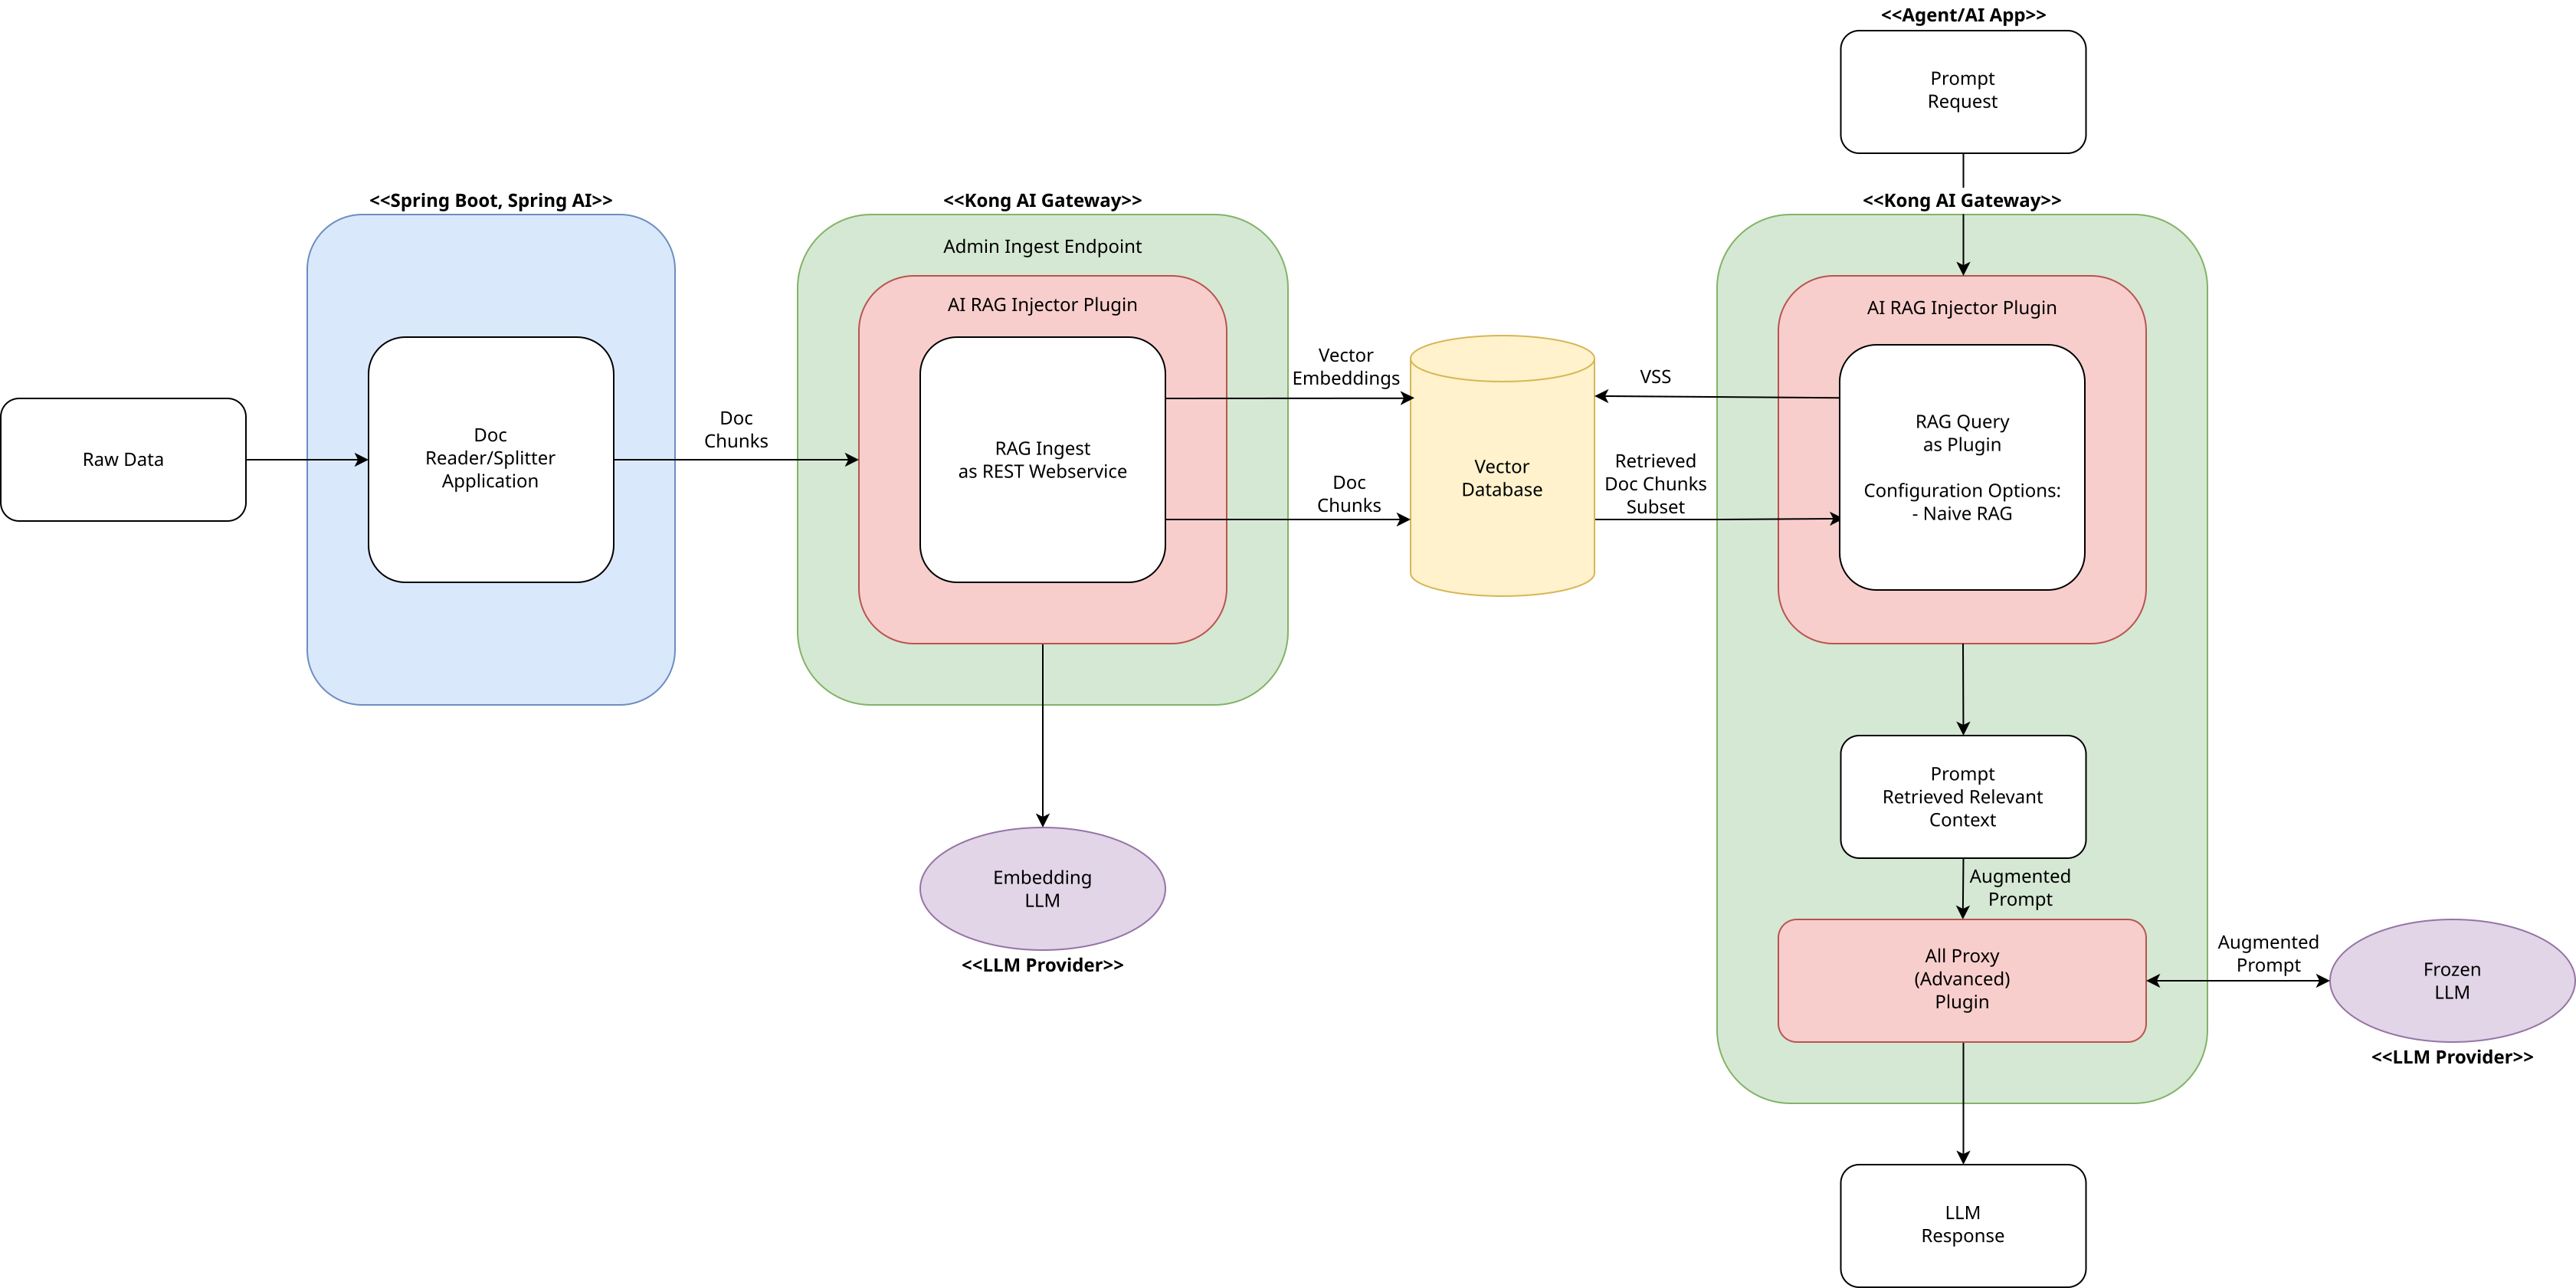 <<Agent/AI App>>
Prompt
Request
<<Spring Boot, Spring AI>>
<<Kong AI Gateway>>
<<Kong AI Gateway>>
Admin Ingest Endpoint
AI RAG Injector Plugin
AI RAG Injector Plugin
Raw Data
Doc
Reader/Splitter
Application
Doc
Chunks
RAG Ingest
as REST Webservice
Vector
Embeddings
Doc
Chunks
Vector
Database
VSS
Retrieved
Doc Chunks
Subset
RAG Query
as Plugin
Configuration Options:
- Naive RAG
Prompt
Retrieved Relevant
Context
Augmented
Prompt
Embedding
LLM
<<LLM Provider>>
All Proxy
(Advanced)
Plugin
Augmented
Prompt
Frozen
LLM
<<LLM Provider>>
LLM
Response